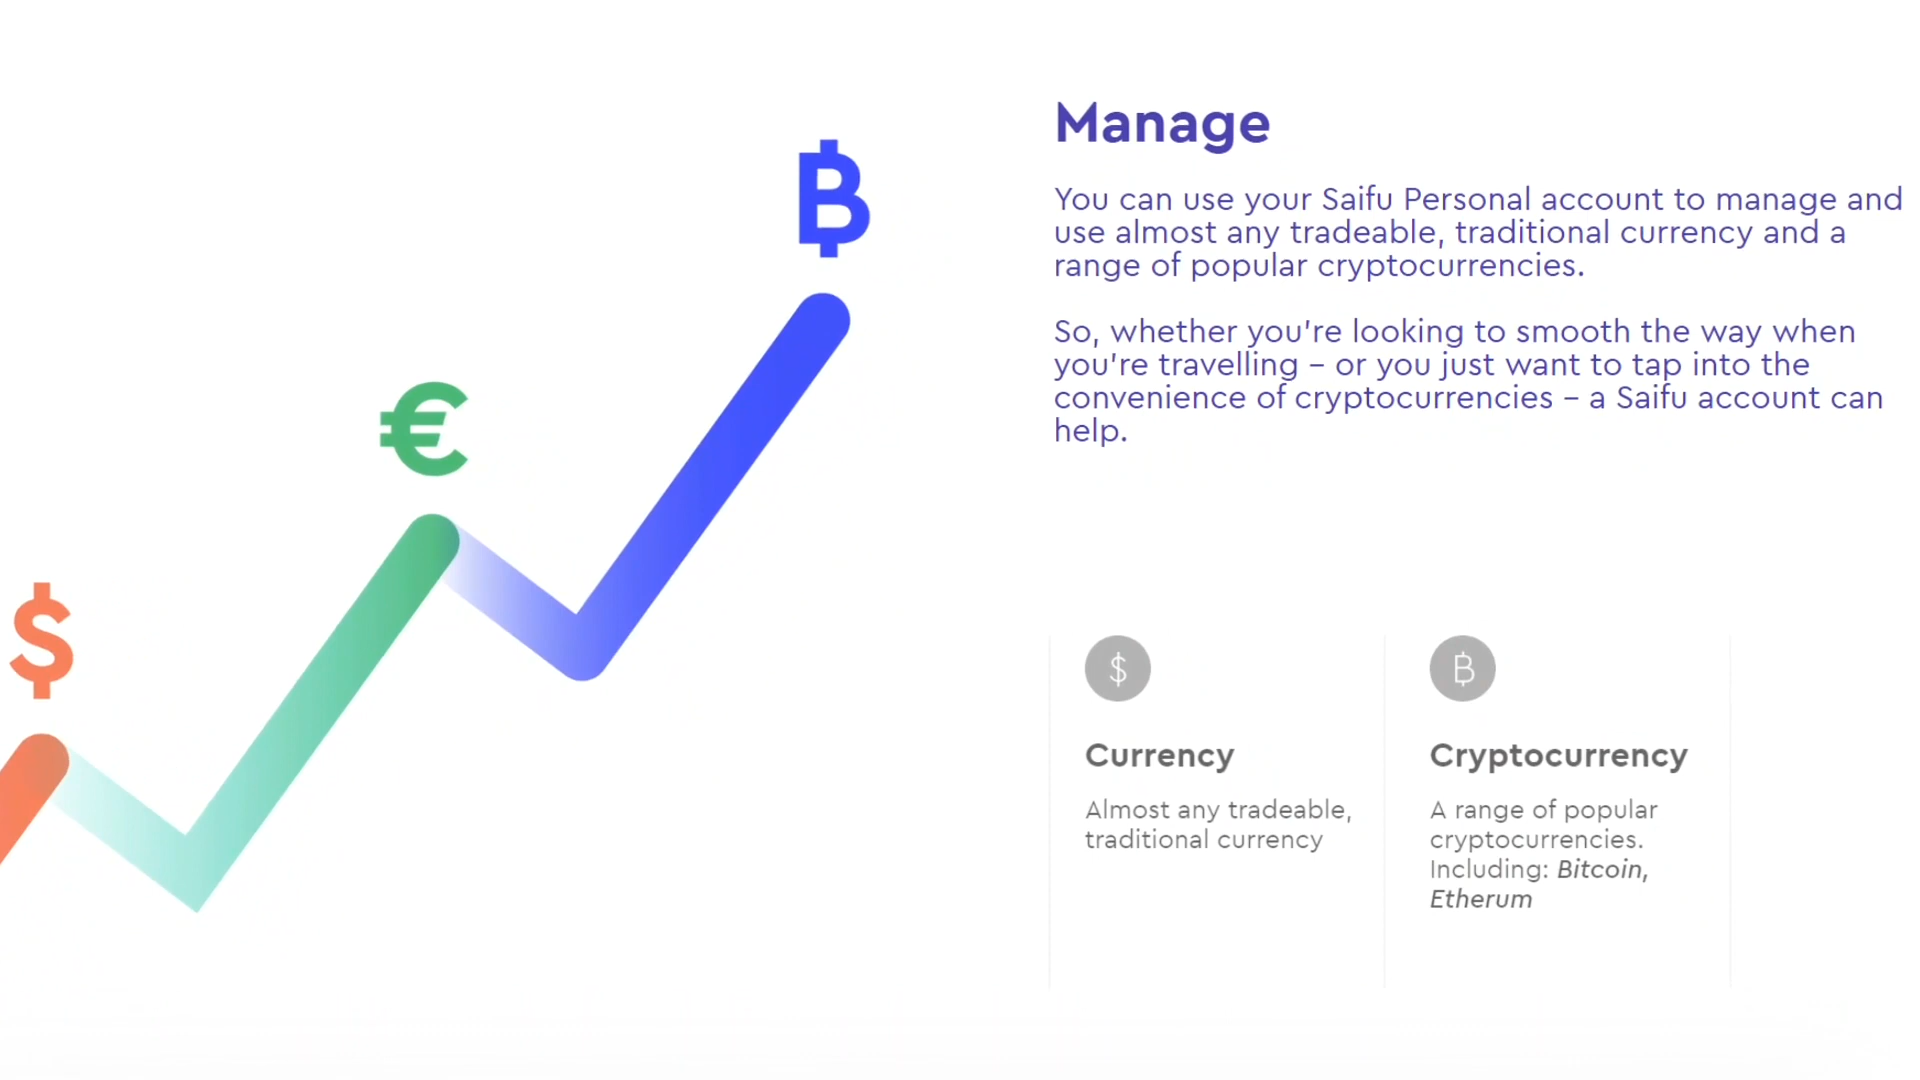 Manage
You can use your Saifu Personal account to manage and
use almost any tradeable, traditional currency and a
range of popular cryptocurrencies.
So, whether you're looking to smooth the way when
you're travelling – or you just want to tap into the
convenience of cryptocurrencies – a Saifu account can
help.
₿
€
$
$
Currency
Almost any tradeable,
traditional currency
₿
Cryptocurrency
A range of popular
cryptocurrencies.
Including: Bitcoin,
Etherum